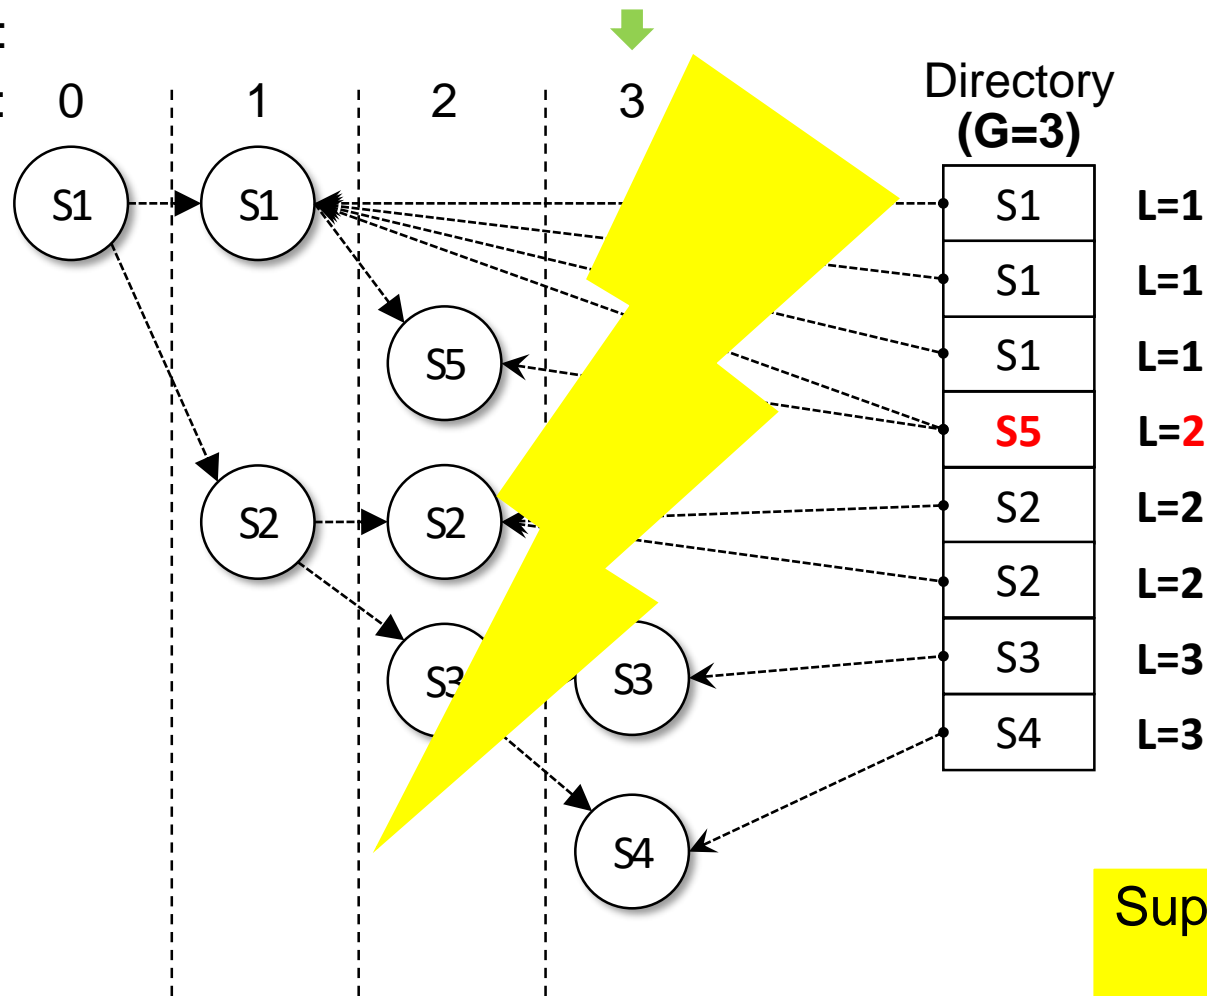 :
: 0 1 2 3
Directory
(G=3)
S1 S1 S1 L=1
S1 L=1
S1 L=1
S5 S5 L=2
S2 S2 S2 L=2
S2 L=2
S3 S3 S3 L=3
S4 L=3
S4
Sup